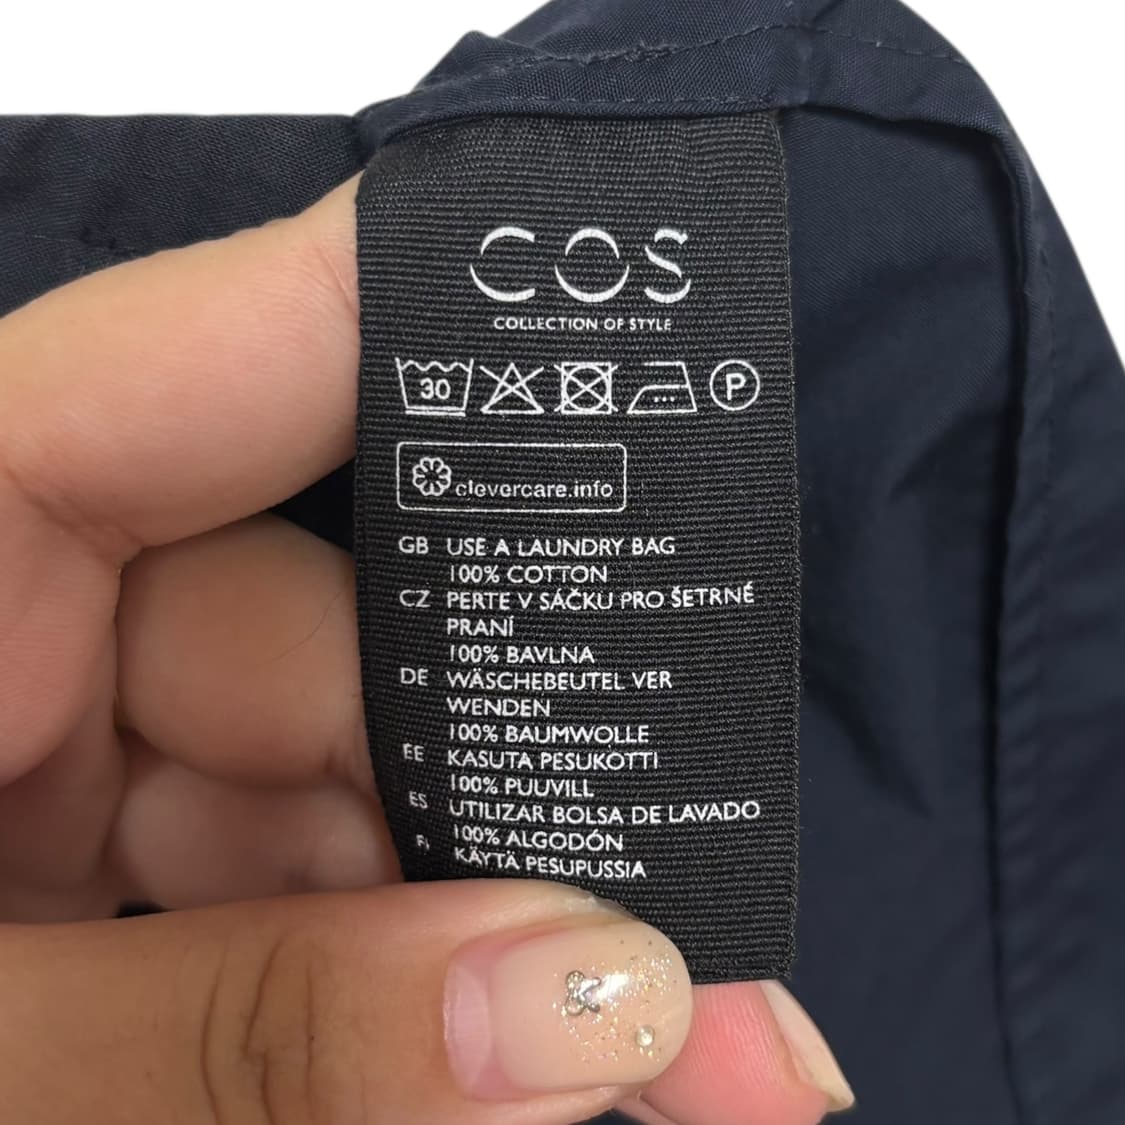 COS
COLLECTION OF STYLE
30
P
clevercare.info
GB USE A LAUNDRY BAG
100% COTTON
CZ PERTE V SÁČKU PRO ŠETRNÉ
PRANÍ
100% BAVLNA
DE WÄSCHEBEUTEL VER
WENDEN
100% BAUMWOLLE
EE KASUTA PESUKOTTI
100% PUUVILL
ES UTILIZAR BOLSA DE LAVADO
100% ALGODÓN
FI KÄYTÄ PESUPUSSIA